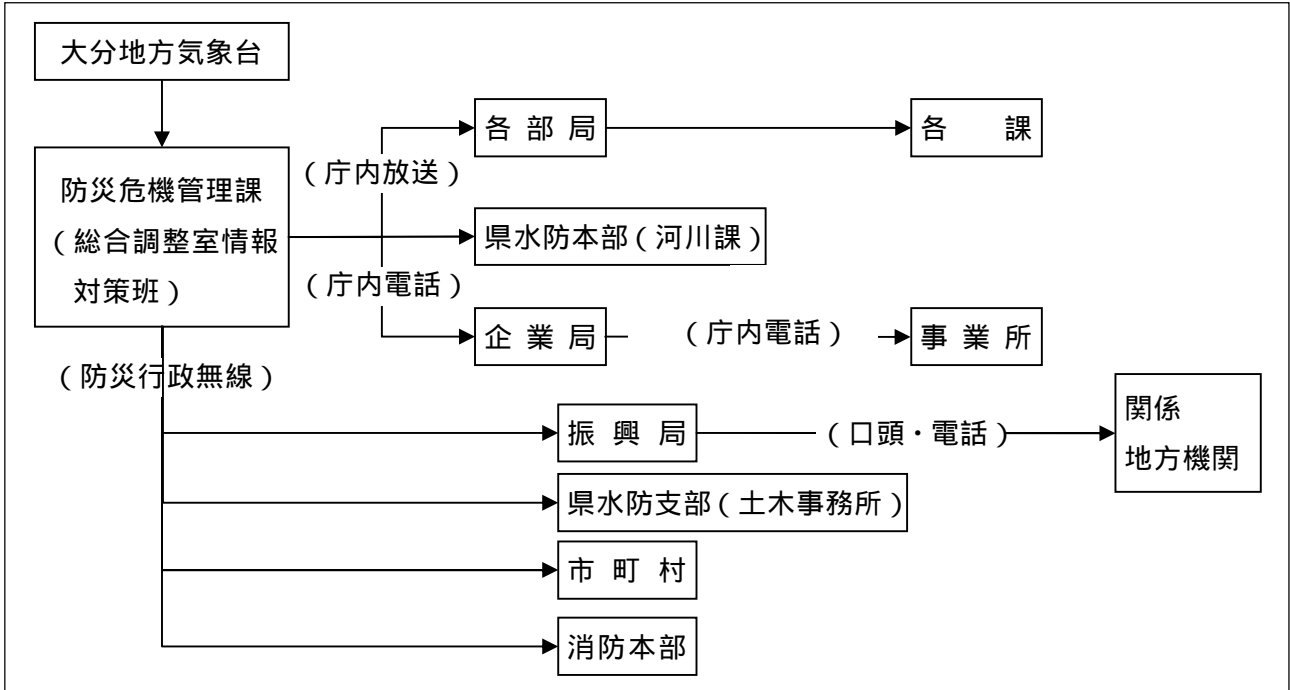 大分地方気象台
各部局
各　課
（庁内放送）
防災危機管理課
（総合調整室情報
対策班）
県水防本部（河川課）
（庁内電話）
企業局
（庁内電話）
事業所
（防災行政無線）
振興局
（口頭・電話）
関係
地方機関
県水防支部（土木事務所）
市町村
消防本部